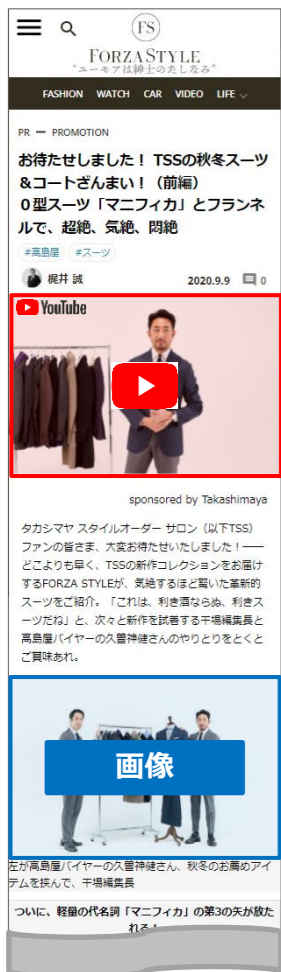 FS
FORZA STYLE
"ユーモアは紳士のたしなみ"
FASHION WATCH CAR VIDEO LIFE
PR ー PROMOTION
お待たせしました！ TSSの秋冬スーツ
＆コートざんまい！（前編）
０型スーツ「マニフィカ」とフランネ
ルで、超絶、気絶、悶絶
#高島屋 #スーツ
梶井 誠 2020.9.9 0
YouTube
sponsored by Takashimaya
タカシマヤ スタイルオーダー サロン（以下TSS）
ファンの皆さま、大変お待たせいたしました！――
どこよりも早く、TSSの新作コレクションをお届け
するFORZA STYLEが、気絶するほど驚いた革新的
スーツをご紹介。「これは、利き酒ならぬ、利きス
ーツだね」と、次々と新作を試着する干場編集長と
高島屋バイヤーの久曽神健さんのやりとりをとくと
ご賞味あれ。
画像
左が高島屋バイヤーの久曽神健さん、秋冬のお薦めアイ
テムを挟んで、干場編集長
ついに、軽量の代名詞「マニフィカ」の第3の矢が放た
れる！